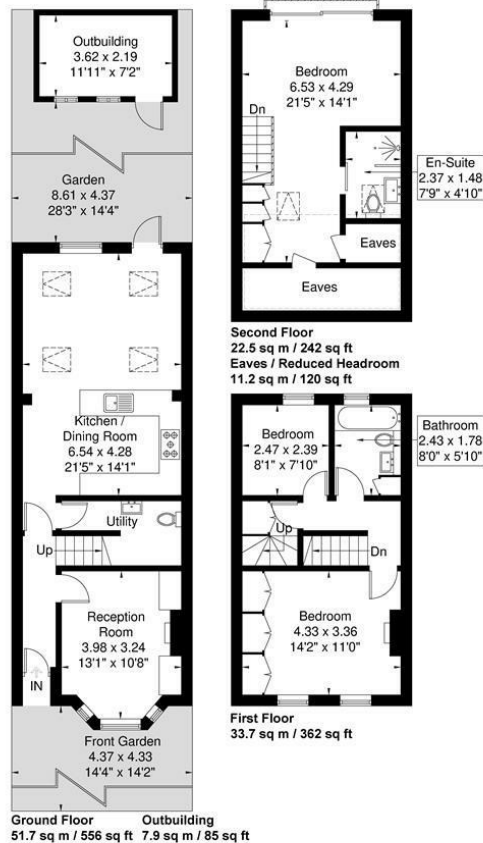 Outbuilding
3.62 x 2.19
11'11" x 7'2"
Garden
8.61 x 4.37
28'3" x 14'4"
Kitchen /
Dining Room
6.54 x 4.28
21'5" x 14'1"
Utility
Up
Reception
Room
3.98 x 3.24
13'1" x 10'8"
IN
Front Garden
4.37 x 4.33
14'4" x 14'2"
Ground Floor
51.7 sq m / 556 sq ft
Outbuilding
7.9 sq m / 85 sq ft
Bedroom
6.53 x 4.29
21'5" x 14'1"
Dn
En-Suite
2.37 x 1.48
7'9" x 4'10"
Eaves
Eaves
Second Floor
22.5 sq m / 242 sq ft
Eaves / Reduced Headroom
11.2 sq m / 120 sq ft
Bedroom
2.47 x 2.39
8'1" x 7'10"
Bathroom
2.43 x 1.78
8'0" x 5'10"
Up
Dn
Bedroom
4.33 x 3.36
14'2" x 11'0"
First Floor
33.7 sq m / 362 sq ft